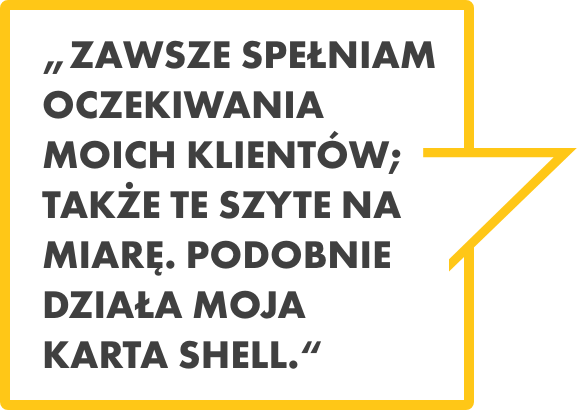 „ZAWSZE SPEŁNIAM
OCZEKIWANIA
MOICH KLIENTÓW;
TAKŻE TE SZYTE NA
MIARĘ. PODOBNIE
DZIAŁA MOJA
KARTA SHELL.“